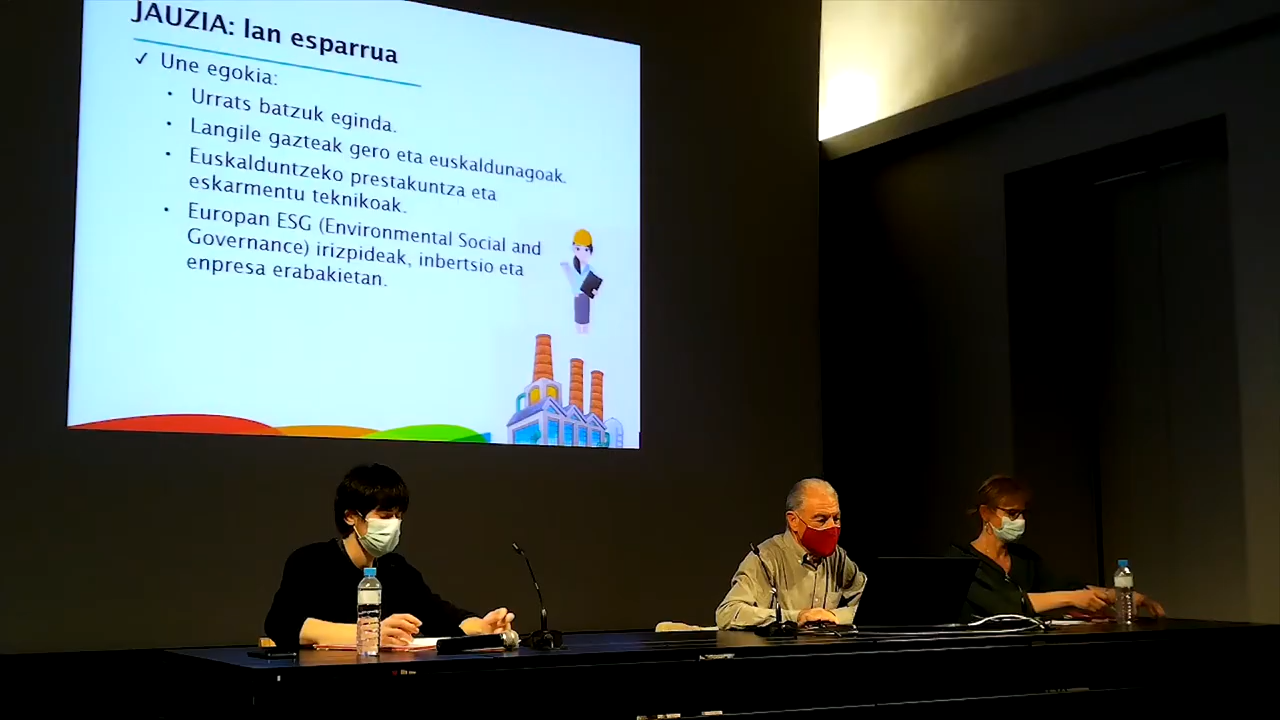 JAUZIA: lan esparrua
✓ Une egokia:
• Urrats batzuk eginda.
• Langile gazteak gero eta euskaldunagoak.
• Euskalduntzeko prestakuntza eta
eskarmentu teknikoak.
• Europan ESG (Environmental Social and
Governance) irizpideak, inbertsio eta
enpresa erabakietan.